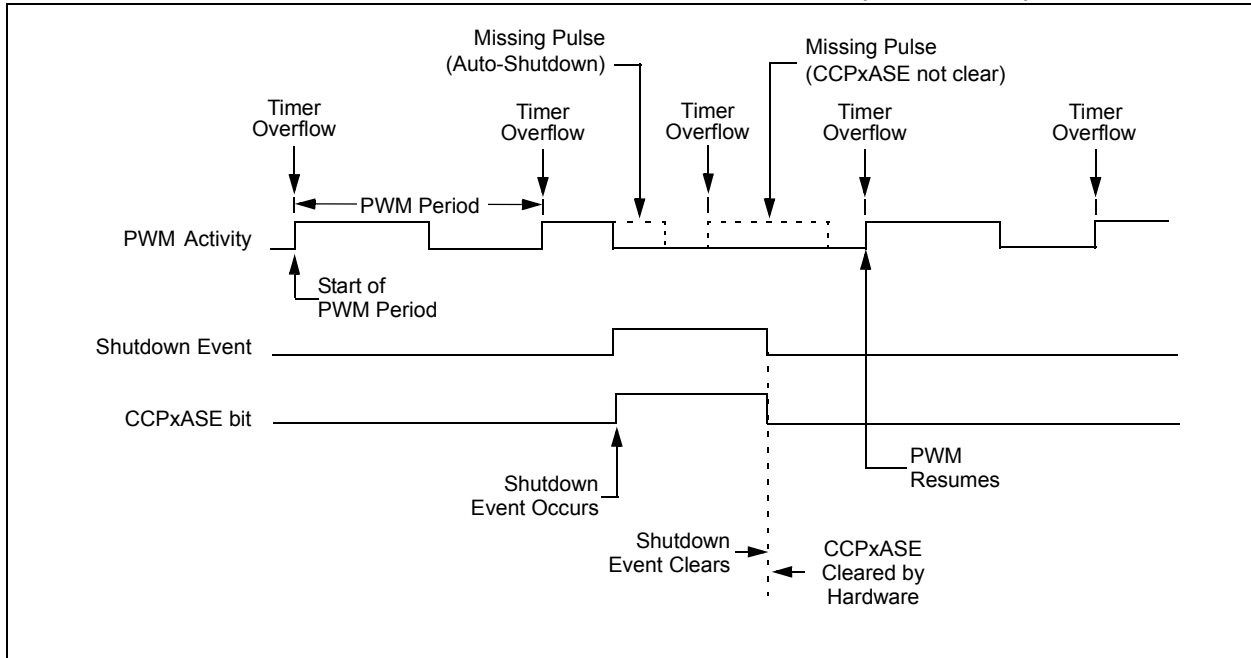 Missing Pulse
(Auto-Shutdown)
Missing Pulse
(CCPxASE not clear)
Timer
Overflow
Timer
Overflow
Timer
Overflow
Timer
Overflow
Timer
Overflow
PWM Period
PWM Activity
Start of
PWM Period
Shutdown Event
CCPxASE bit
Shutdown
Event Occurs
PWM
Resumes
Shutdown
Event Clears
CCPxASE
Cleared by
Hardware